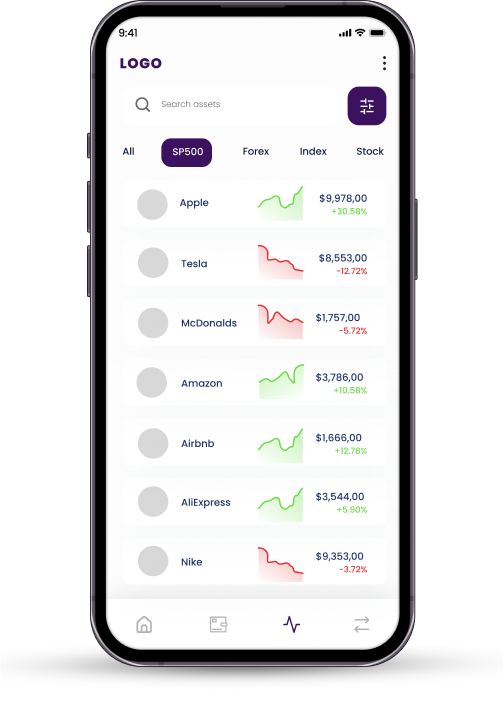 9:41
LOGO
Search assets
All SP500 Forex Index Stock
Apple $9,978,00
+30.58%
Tesla $8,553,00
-12.72%
McDonalds $1,757,00
-5.72%
Amazon $3,786,00
+10.58%
Airbnb $1,666,00
+12.78%
AliExpress $3,544,00
+5.90%
Nike $9,353,00
-3.72%